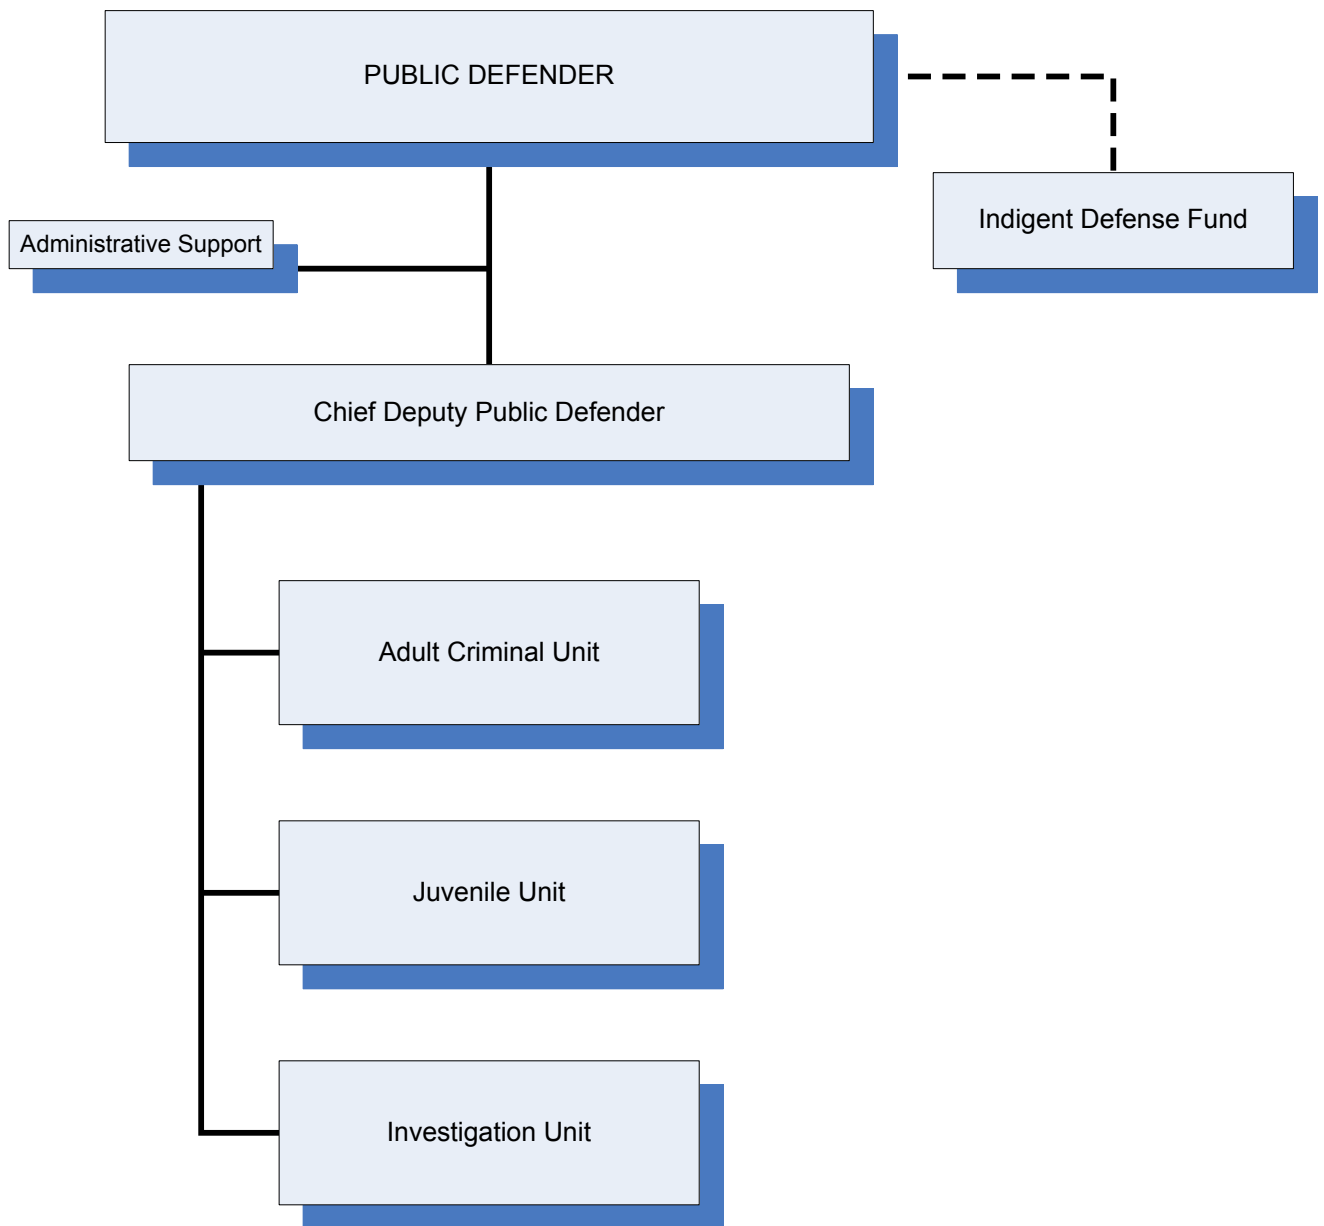 PUBLIC DEFENDER
Indigent Defense Fund
Administrative Support
Chief Deputy Public Defender
Adult Criminal Unit
Juvenile Unit
Investigation Unit